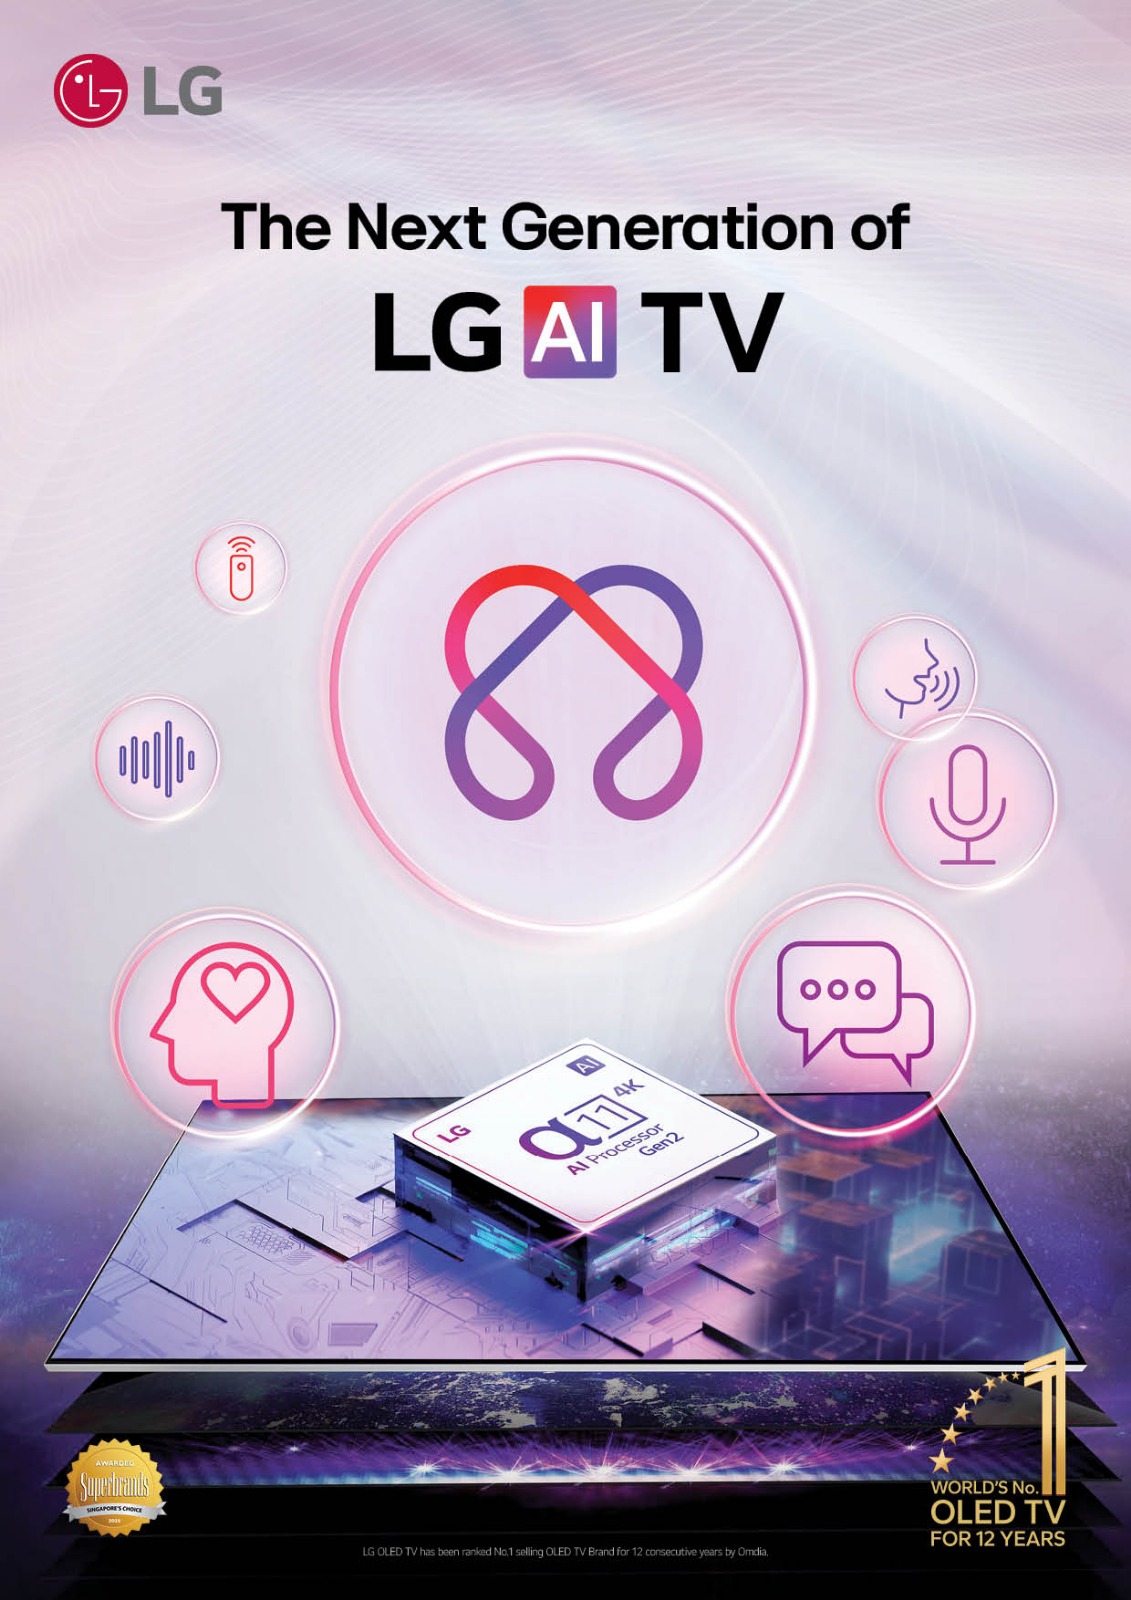 LG
The Next Generation of
LG AI TV
AI
LG
α11 4K
AI Processor
Gen2
AWARDED
Superbrands
SINGAPORE'S CHOICE
2025
WORLD'S No.1
OLED TV
FOR 12 YEARS
LG OLED TV has been ranked No.1 selling OLED TV Brand for 12 consecutive years by Omdia.